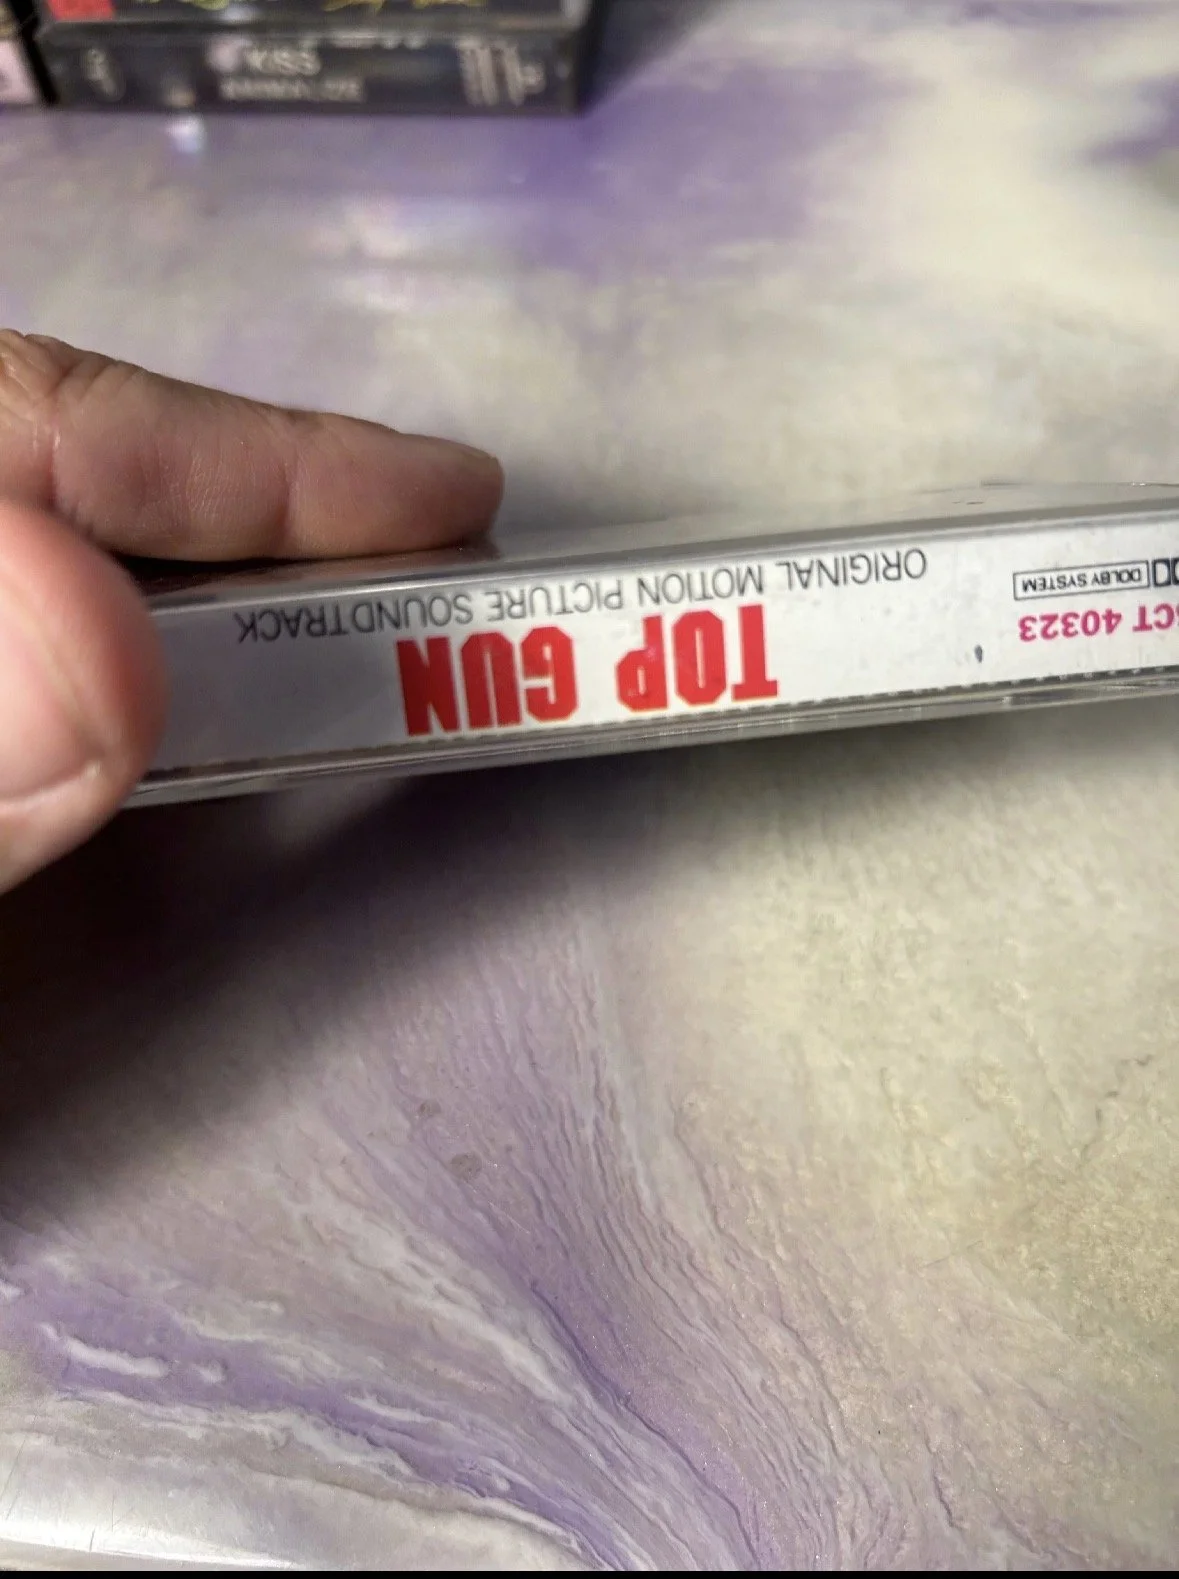 KISS
TOP GUN
ORIGINAL MOTION PICTURE SOUNDTRACK
CT 40323
DOLBY SYSTEM